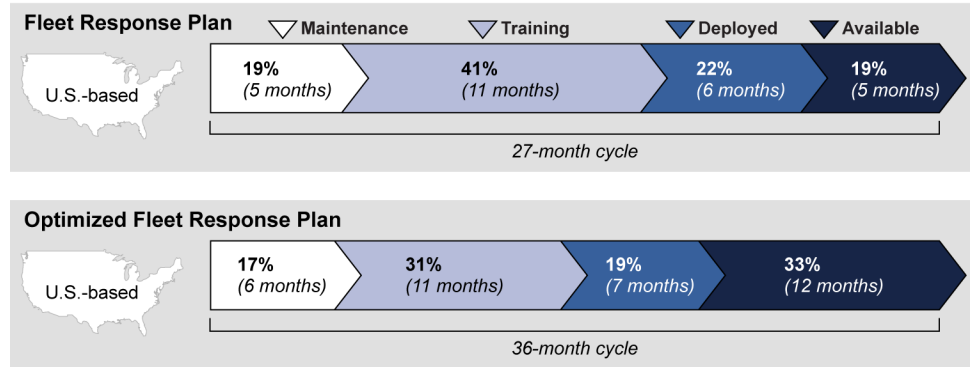 Fleet Response Plan
Maintenance
Training
Deployed
Available
U.S.-based
19%
(5 months)
41%
(11 months)
22%
(6 months)
19%
(5 months)
27-month cycle
Optimized Fleet Response Plan
U.S.-based
17%
(6 months)
31%
(11 months)
19%
(7 months)
33%
(12 months)
36-month cycle